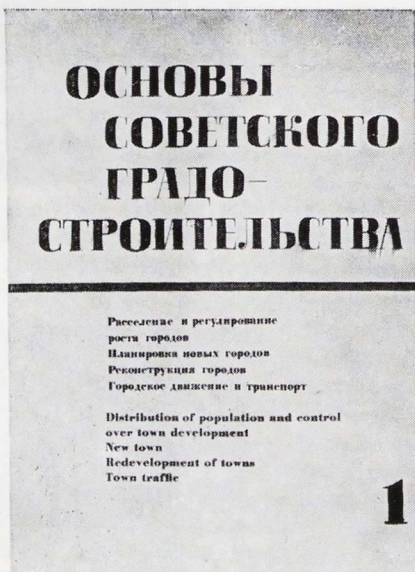 ОСНОВЫ
СОВЕТСКОГО
ГРАДО-
СТРОИТЕЛЬСТВА
Расселение и регулирование
роста городов
Планировка новых городов
Реконструкция городов
Городское движение и транспорт
Distribution of population and control
over town development
New town
Redevelopment of towns
Town traffic
1